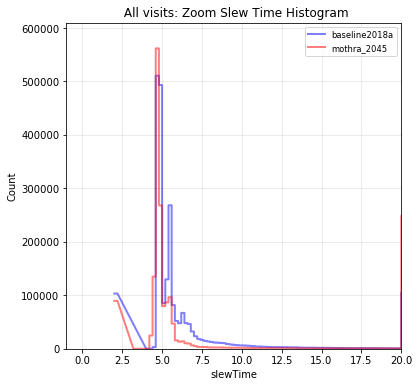 All visits: Zoom Slew Time Histogram
baseline2018a
mothra_2045
600000
500000
400000
300000
200000
100000
0
Count
0.0 2.5 5.0 7.5 10.0 12.5 15.0 17.5 20.0
slewTime